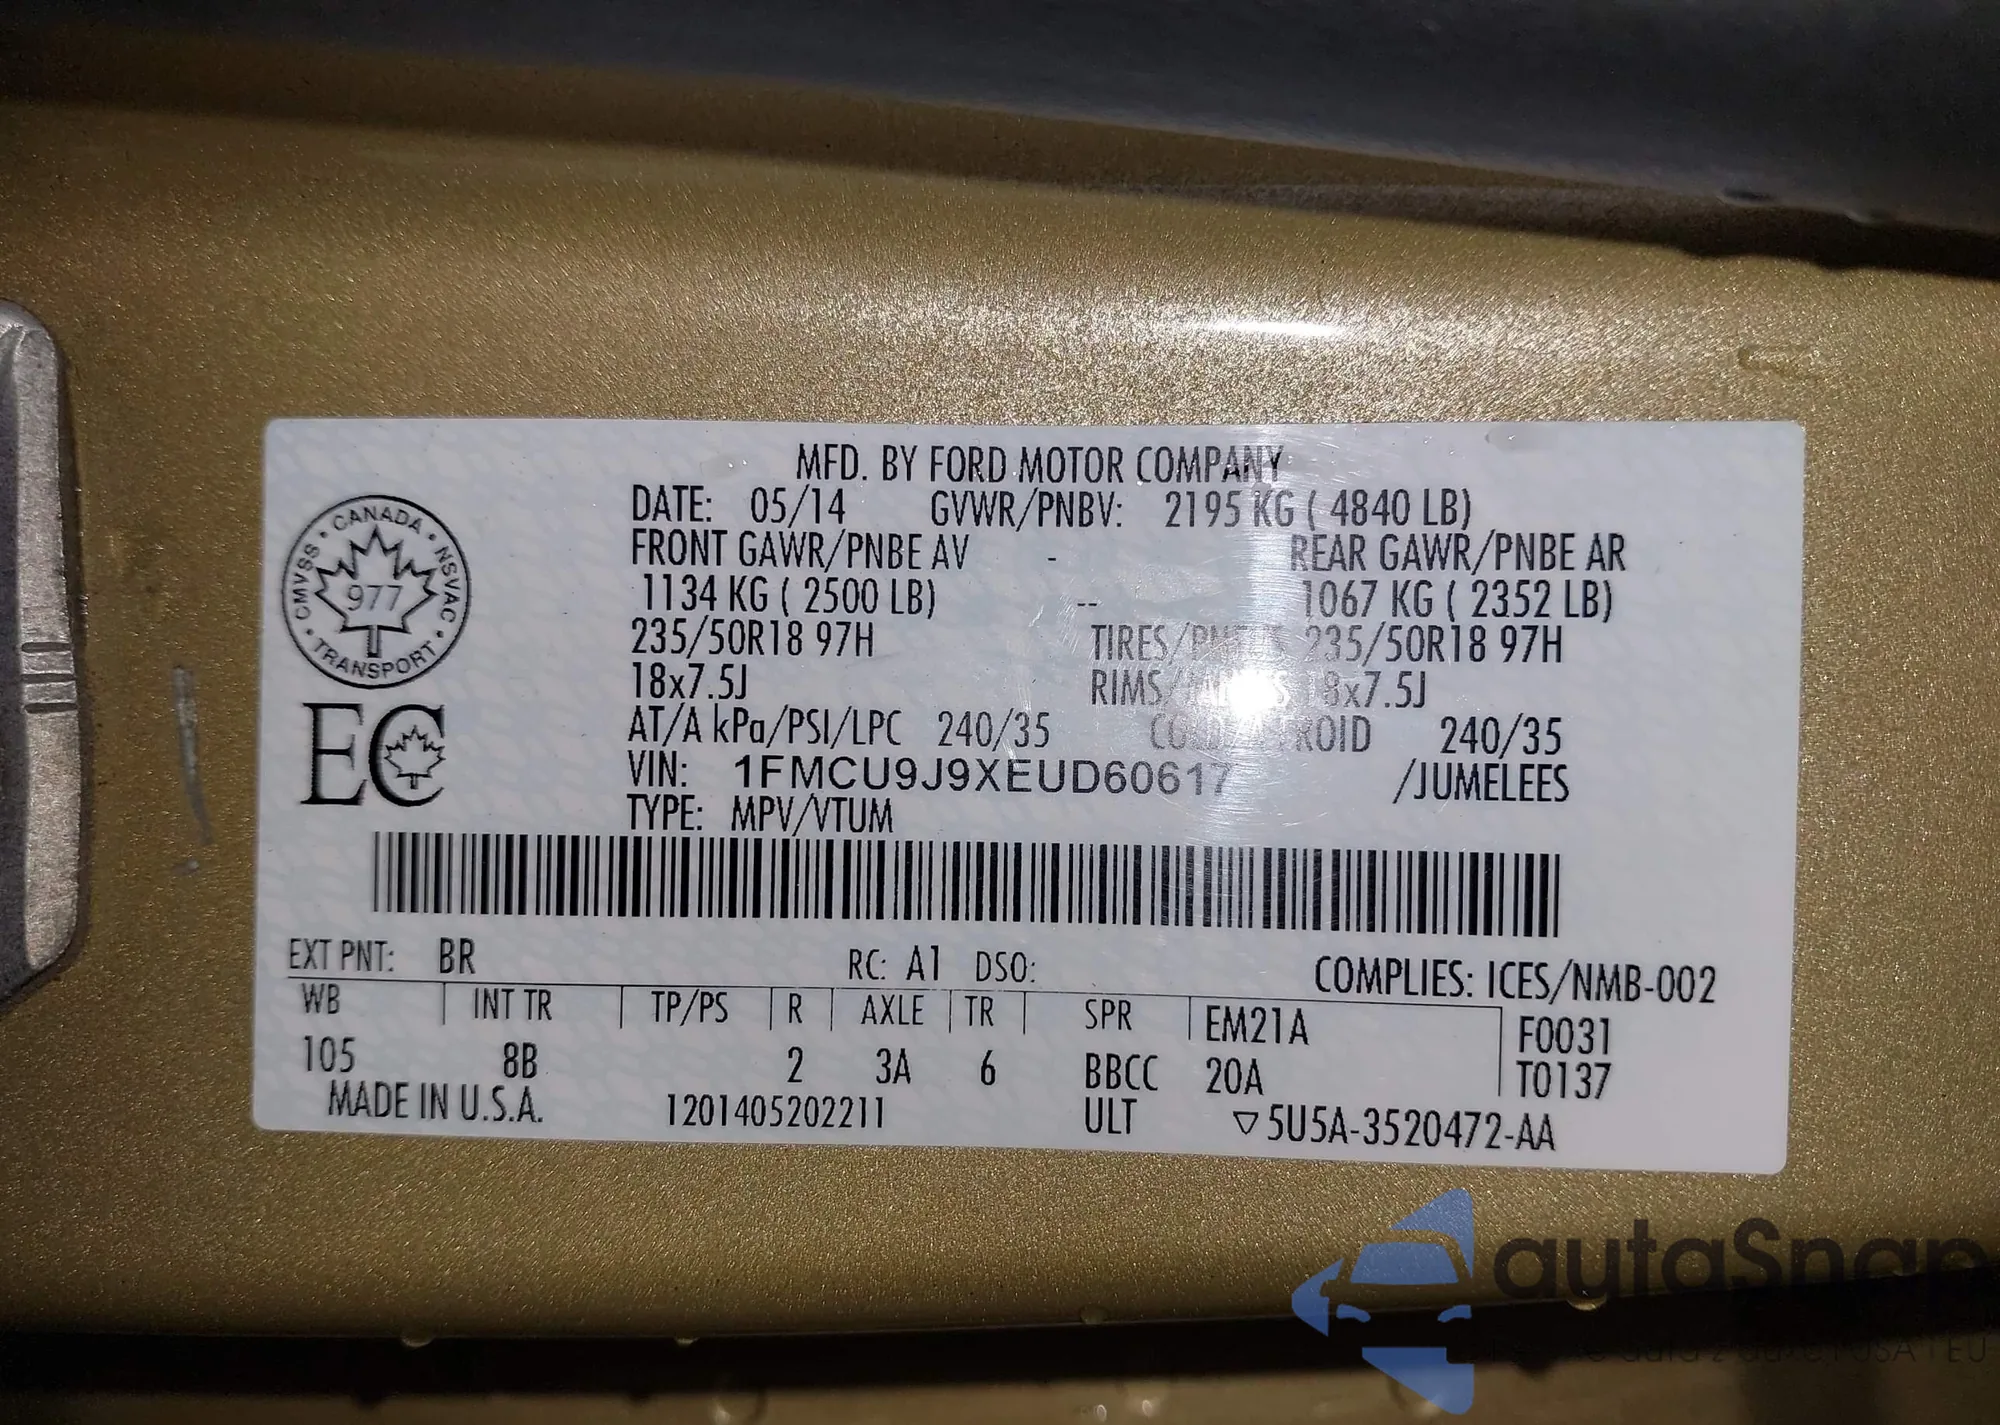 MFD. BY FORD MOTOR COMPANY
DATE: 05/14 GVWR/PNBV: 2195 KG ( 4840 LB)
FRONT GAWR/PNBE AV - REAR GAWR/PNBE AR
1134 KG ( 2500 LB) -- 1067 KG ( 2352 LB)
235/50R18 97H TIRES/PNEUS 235/50R18 97H
18x7.5J RIMS/ 18x7.5J
AT/A kPa/PSI/LPC 240/35 240/35
VIN: 1FMCU9J9XEUD60617 /JUMELEES
TYPE: MPV/VTUM
CANADA · NSVAC · TRANSPORT · CMVSS ·
977
EC
EXT PNT: BR RC: A1 DSO: COMPLIES: ICES/NMB-002
WB INT TR TP/PS R AXLE TR SPR EM21A F0031
105 8B 2 3A 6 BBCC 20A T0137
MADE IN U.S.A. 1201405202211 ULT ▽5U5A-3520472-AA
autaSnap